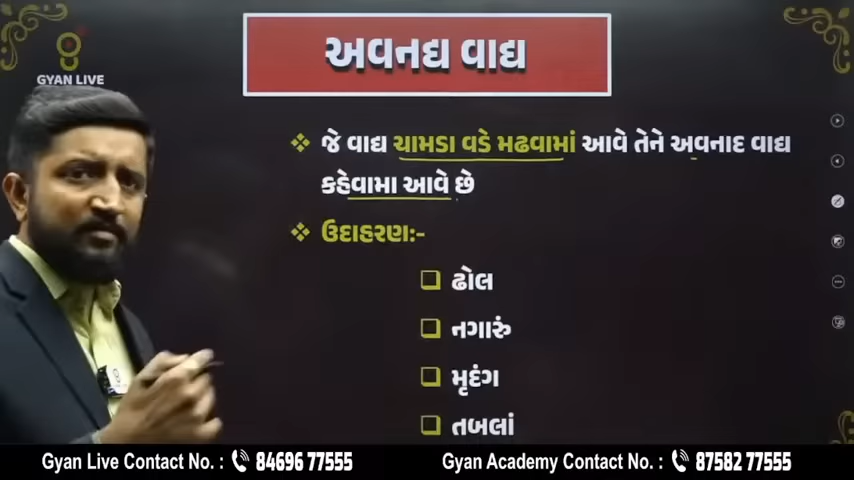 અવનદ્ય વાદ્ય
GYAN LIVE
જે વાદ્ય ચામડા વડે મઢવામાં આવે તેને અવનાદ વાદ્ય
કહેવામા આવે છે
ઉદાહરણ:-
ઢોલ
નગારું
મૃદંગ
તબલાં
Gyan Live Contact No. : 84696 77555
Gyan Academy Contact No. : 87582 77555